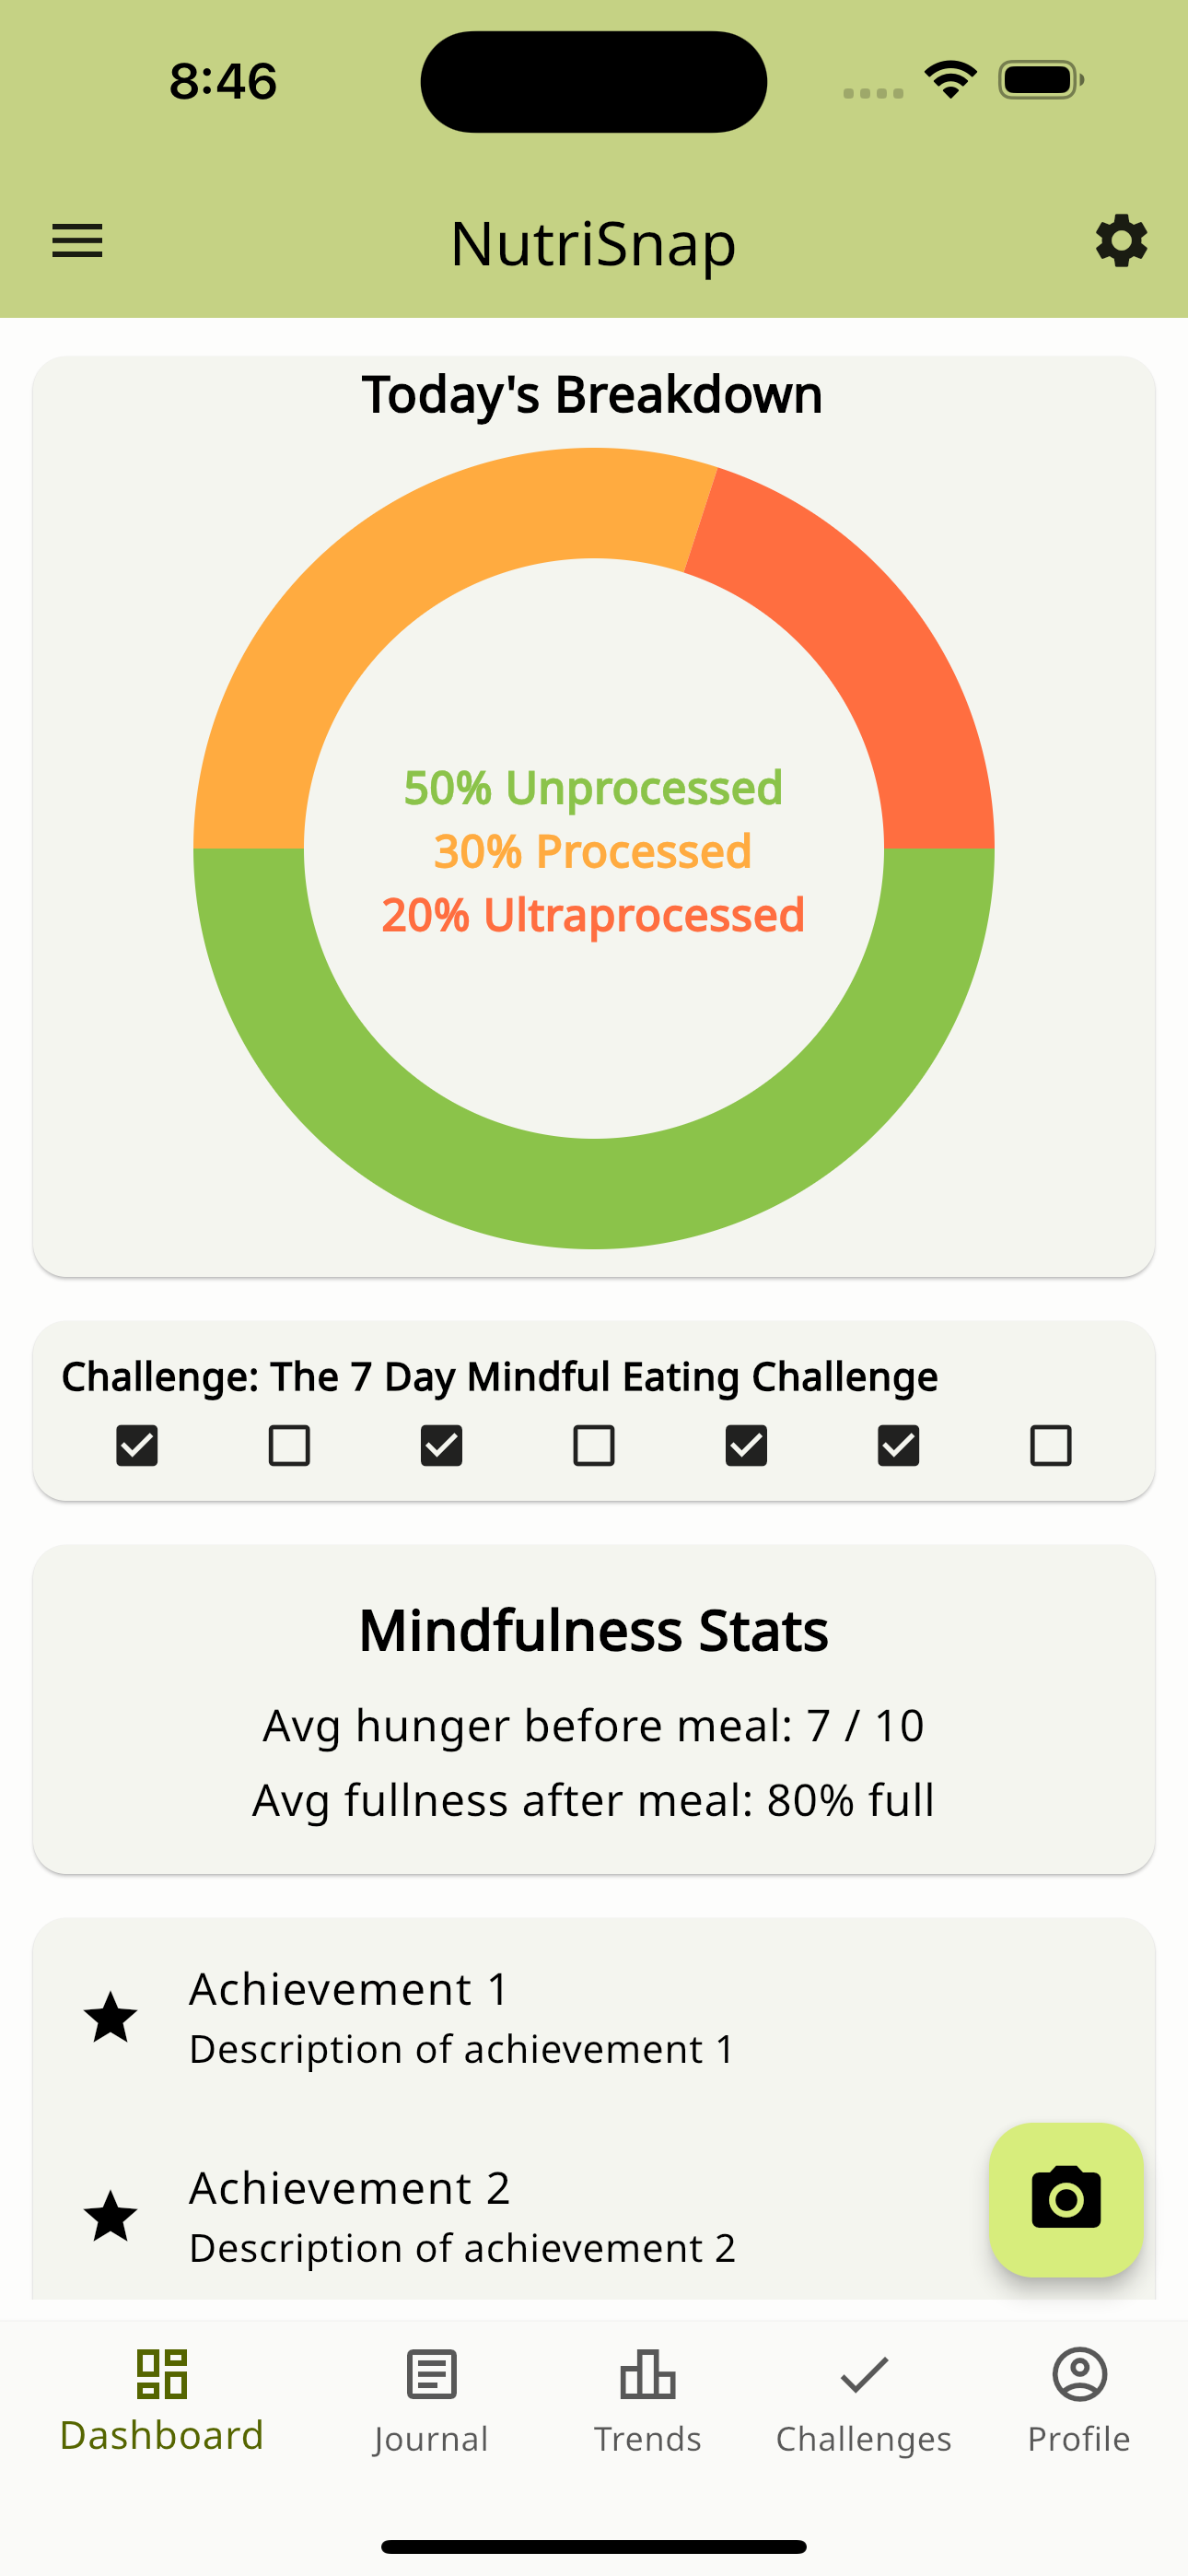 8:46
NutriSnap
Today's Breakdown
50% Unprocessed
30% Processed
20% Ultraprocessed
Challenge: The 7 Day Mindful Eating Challenge
Mindfulness Stats
Avg hunger before meal: 7 / 10
Avg fullness after meal: 80% full
Achievement 1
Description of achievement 1
Achievement 2
Description of achievement 2
Dashboard
Journal
Trends
Challenges
Profile